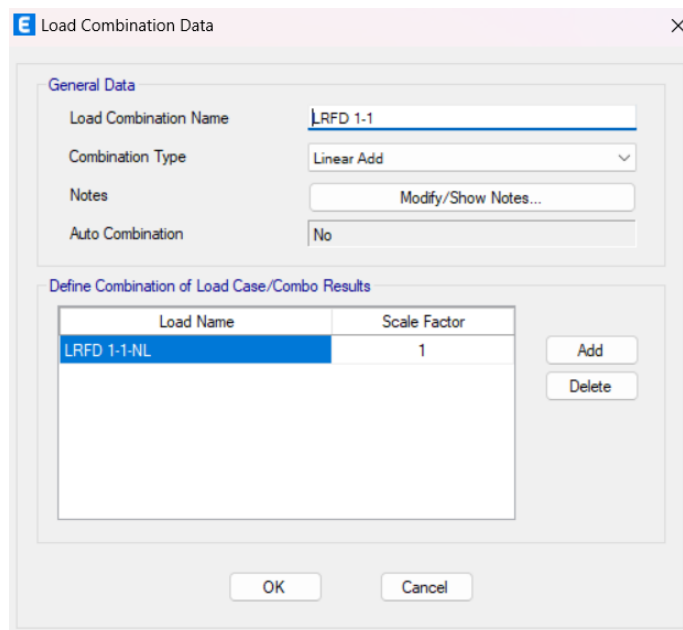 E Load Combination Data
General Data
Load Combination Name LRFD 1-1
Combination Type Linear Add
Notes Modify/Show Notes...
Auto Combination No
Define Combination of Load Case/Combo Results
Load Name Scale Factor
LRFD 1-1-NL 1 Add
Delete
OK Cancel